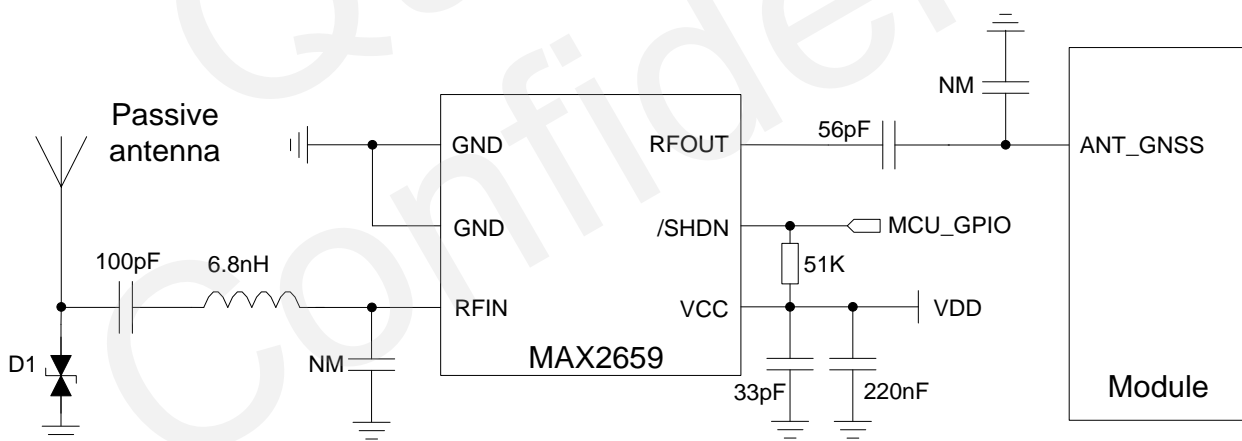 Passive
antenna
100pF
6.8nH
D1
NM
GND
GND
RFIN
RFOUT
/SHDN
VCC
MAX2659
56pF
NM
MCU_GPIO
51K
VDD
33pF
220nF
ANT_GNSS
Module